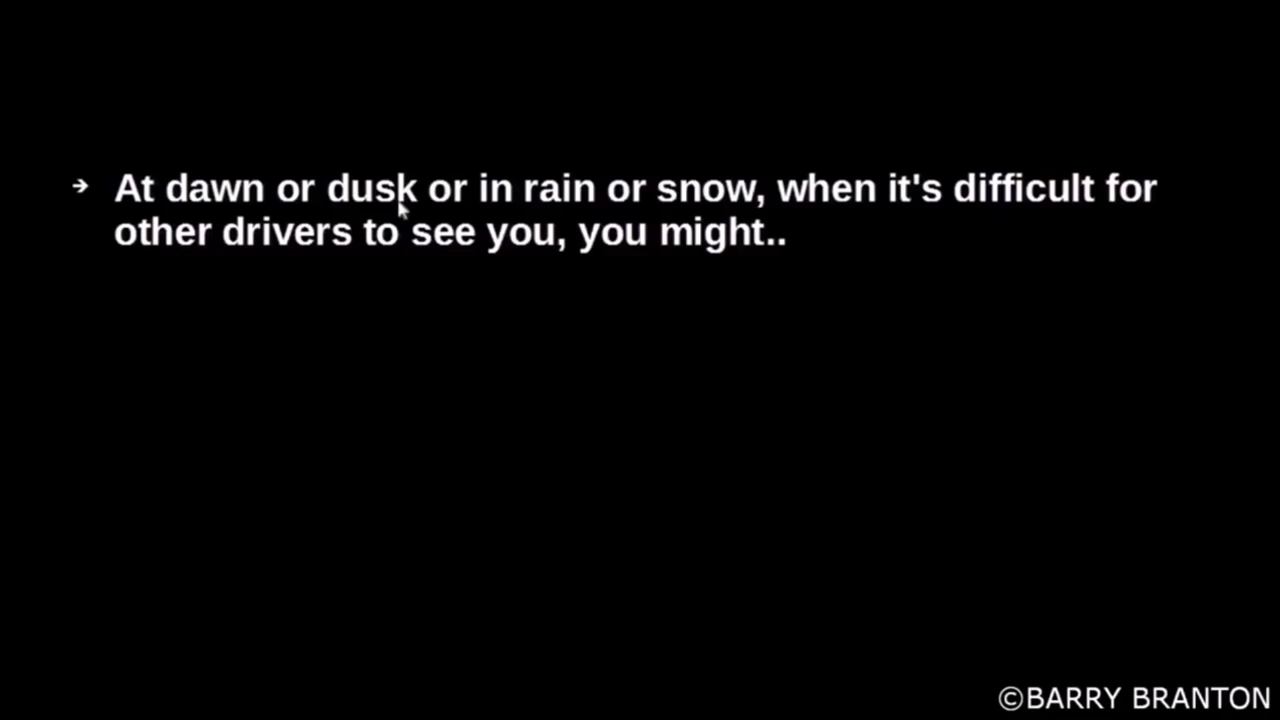 ➔ At dawn or dusk or in rain or snow, when it's difficult for
other drivers to see you, you might..
©BARRY BRANTON